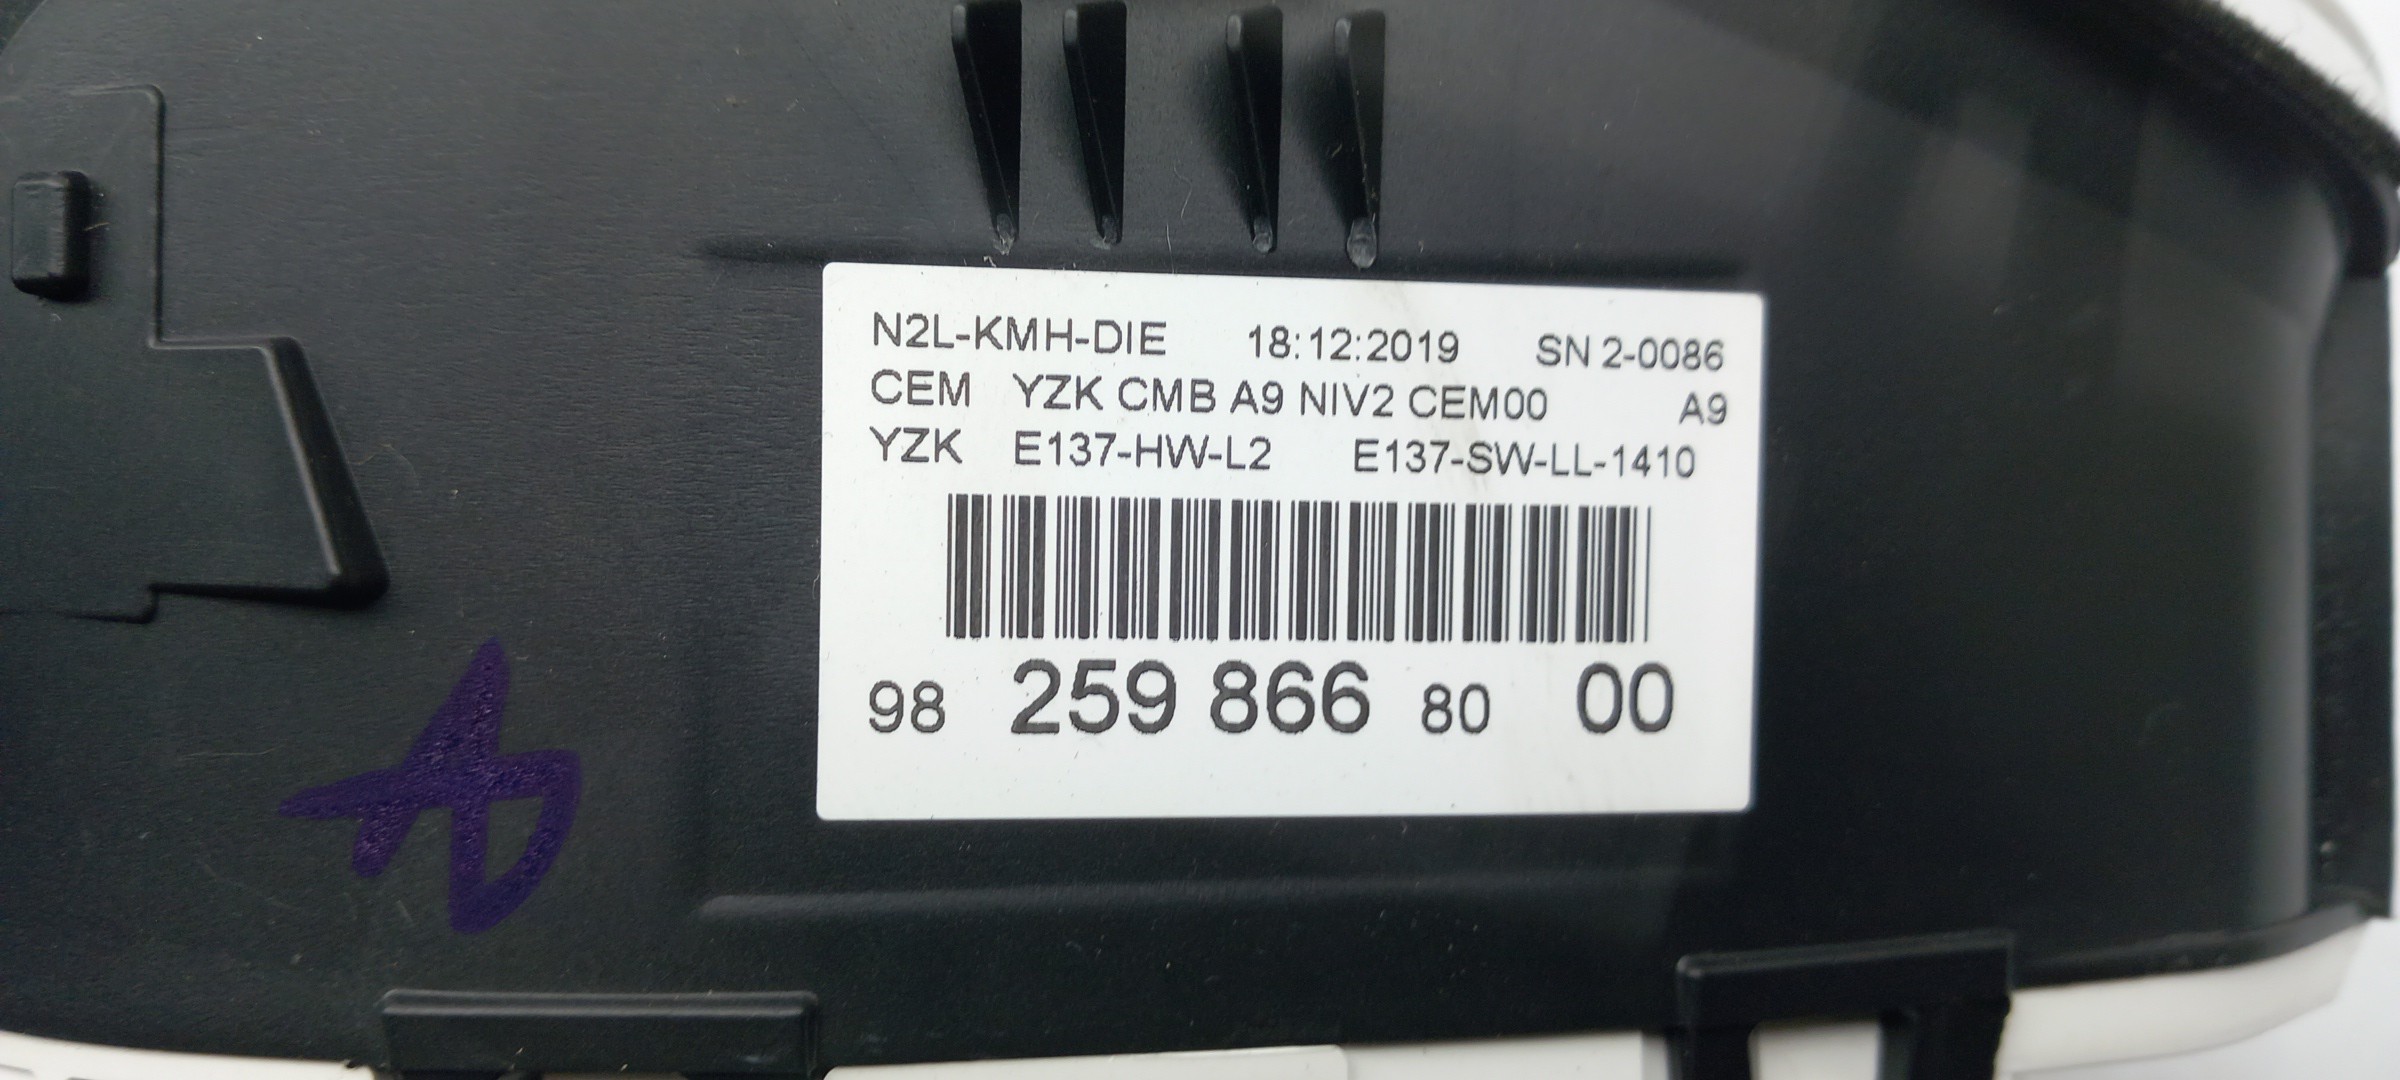 N2L-KMH-DIE 18:12:2019 SN 2-0086
CEM YZK CMB A9 NIV2 CEM00 A9
YZK E137-HW-L2 E137-SW-LL-1410
98 259 866 80 00